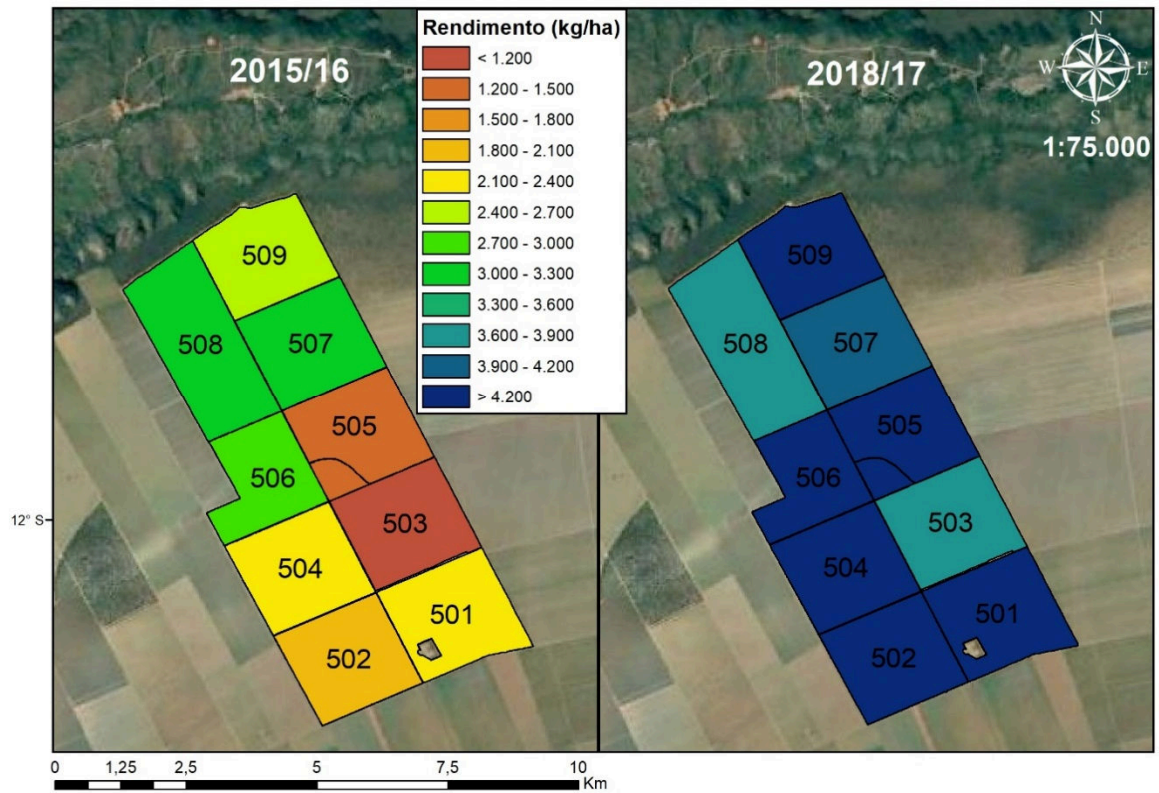 2015/16
Rendimento (kg/ha)
< 1.200
1.200 - 1.500
1.500 - 1.800
1.800 - 2.100
2.100 - 2.400
2.400 - 2.700
2.700 - 3.000
3.000 - 3.300
3.300 - 3.600
3.600 - 3.900
3.900 - 4.200
> 4.200
2018/17
N
W E
S
1:75.000
509
508
507
505
506
503
504
501
502
509
508
507
505
506
503
504
501
502
12° S
0 1,25 2,5 5 7,5 10
Km